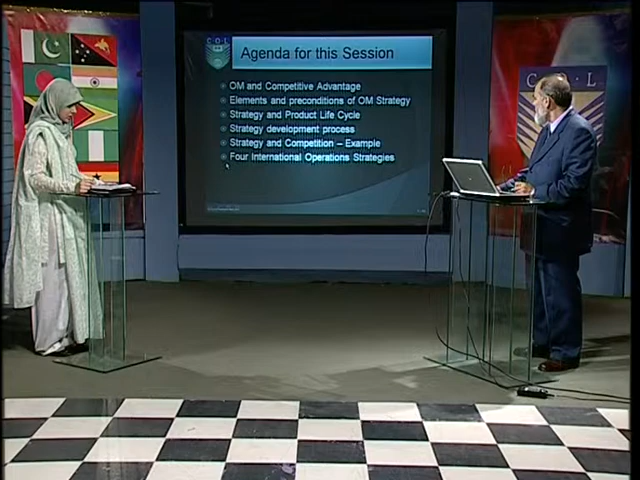 C.O.L
Agenda for this Session
OM and Competitive Advantage
Elements and preconditions of OM Strategy
Strategy and Product Life Cycle
Strategy development process
Strategy and Competition – Example
Four International Operations Strategies
C.O.L